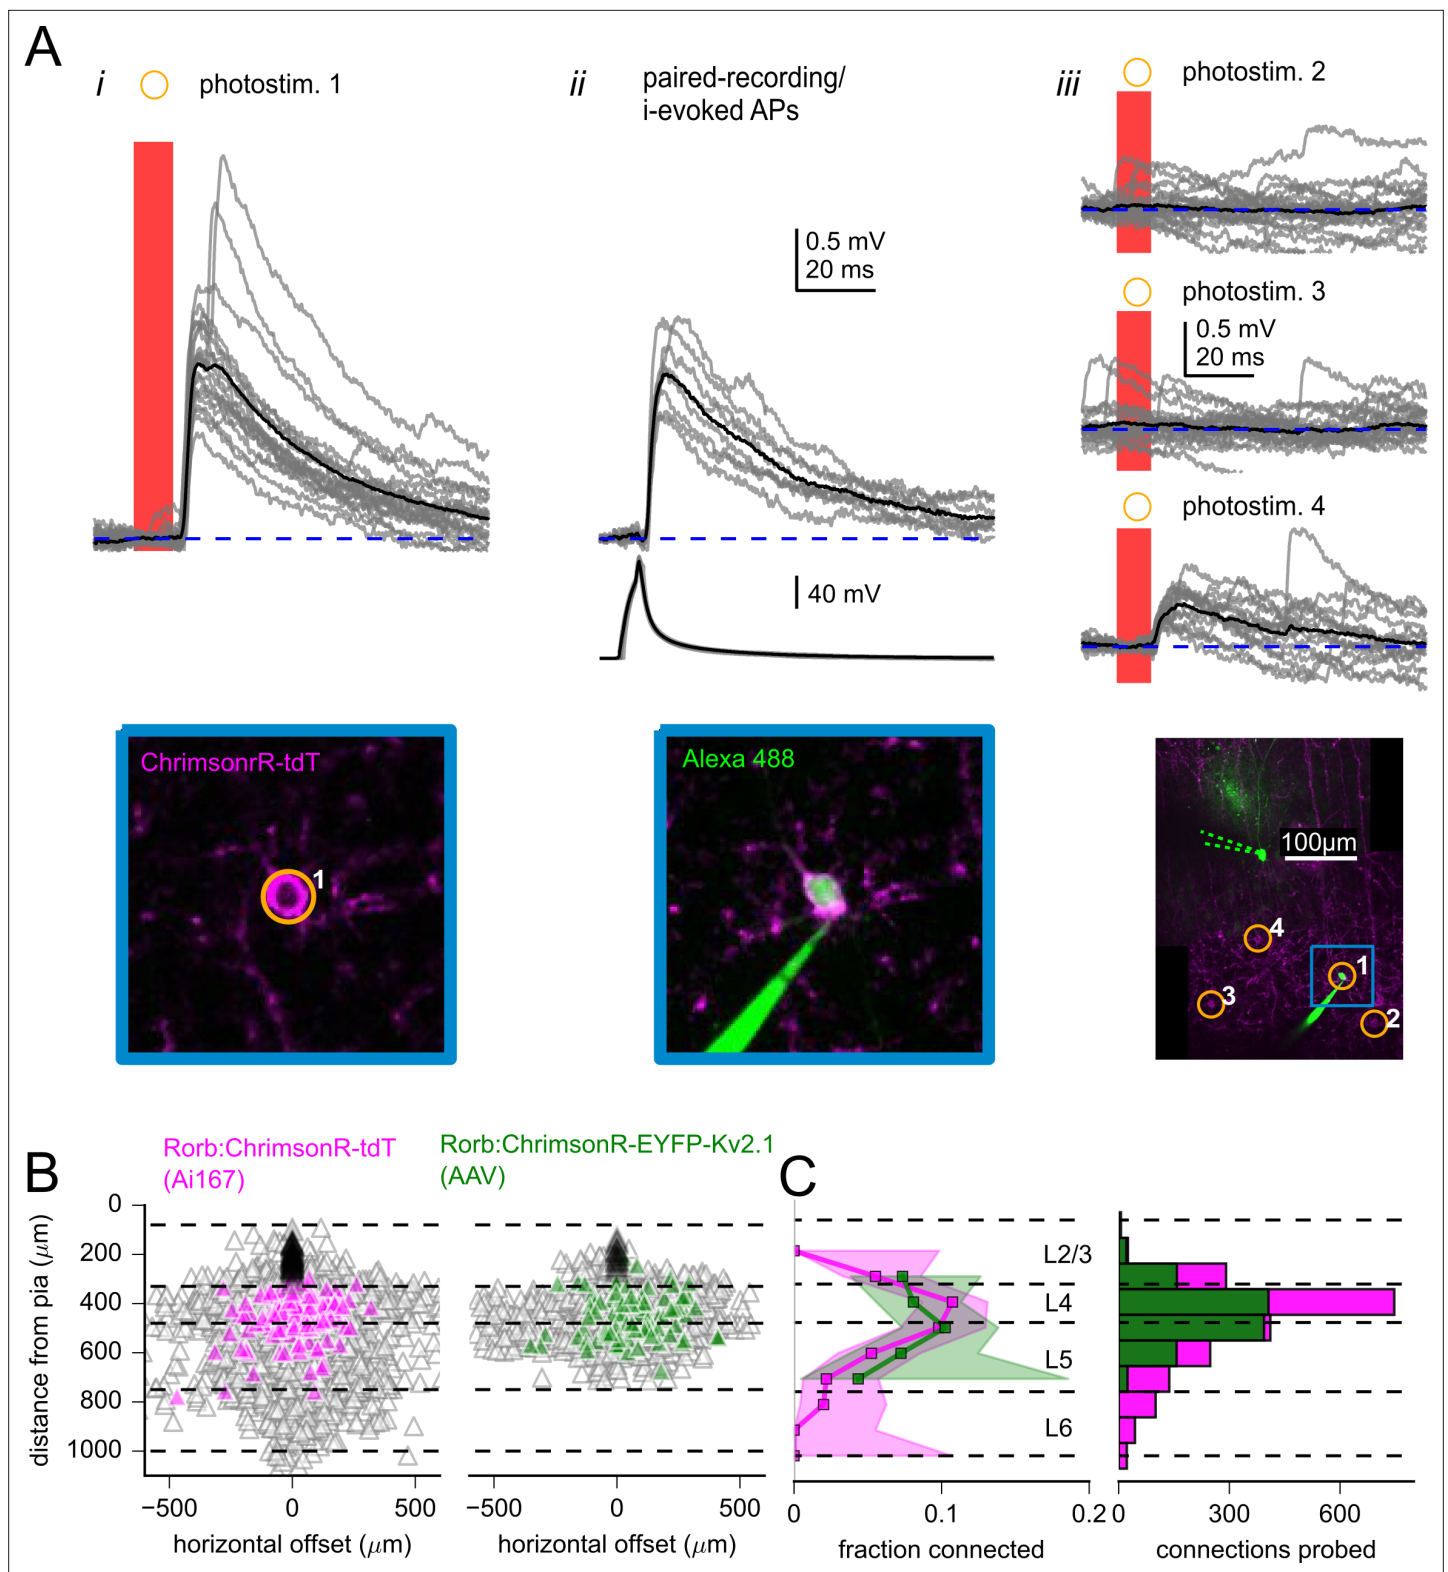 A
i photostim. 1
ii paired-recording/
i-evoked APs
iii photostim. 2
0.5 mV
20 ms
photostim. 3
0.5 mV
20 ms
photostim. 4
40 mV
ChrimsonrR-tdT
1
Alexa 488
100µm
4
1
3
2
B
Rorb:ChrimsonR-tdT
(Ai167)
Rorb:ChrimsonR-EYFP-Kv2.1
(AAV)
C
distance from pia (µm)
0
200
400
600
800
1000
−500 0 500
horizontal offset (µm)
−500 0 500
horizontal offset (µm)
L2/3
L4
L5
L6
0 0.1 0.2
fraction connected
0 300 600
connections probed